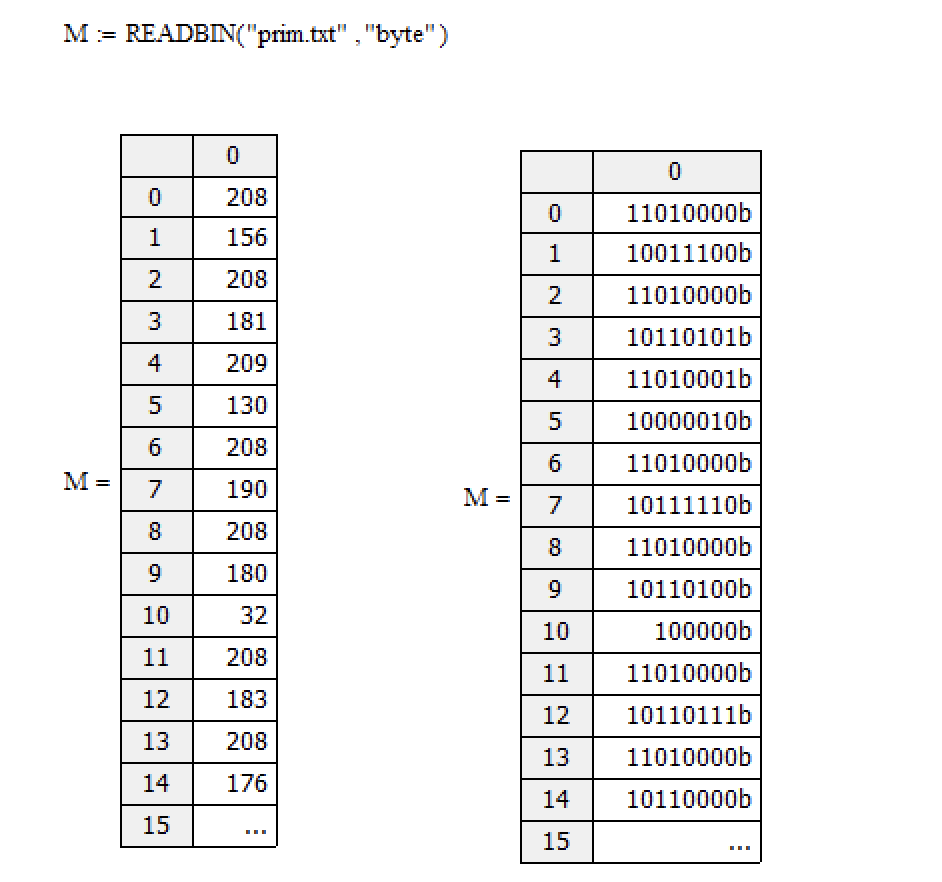 M := READBIN("prim.txt" ,"byte")
0
0 208
1 156
2 208
3 181
4 209
5 130
6 208
M = 7 190
8 208
9 180
10 32
11 208
12 183
13 208
14 176
15 ...
0
0 11010000b
1 10011100b
2 11010000b
3 10110101b
4 11010001b
5 10000010b
6 11010000b
M = 7 10111110b
8 11010000b
9 10110100b
10 100000b
11 11010000b
12 10110111b
13 11010000b
14 10110000b
15 ...